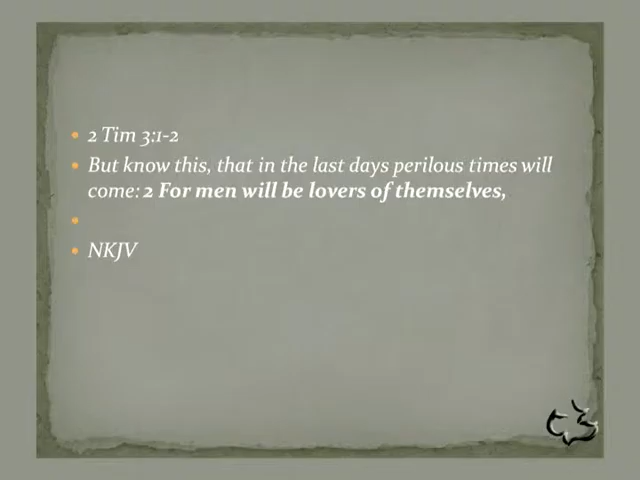 2 Tim 3:1-2
But know this, that in the last days perilous times will
come: 2 For men will be lovers of themselves,
NKJV